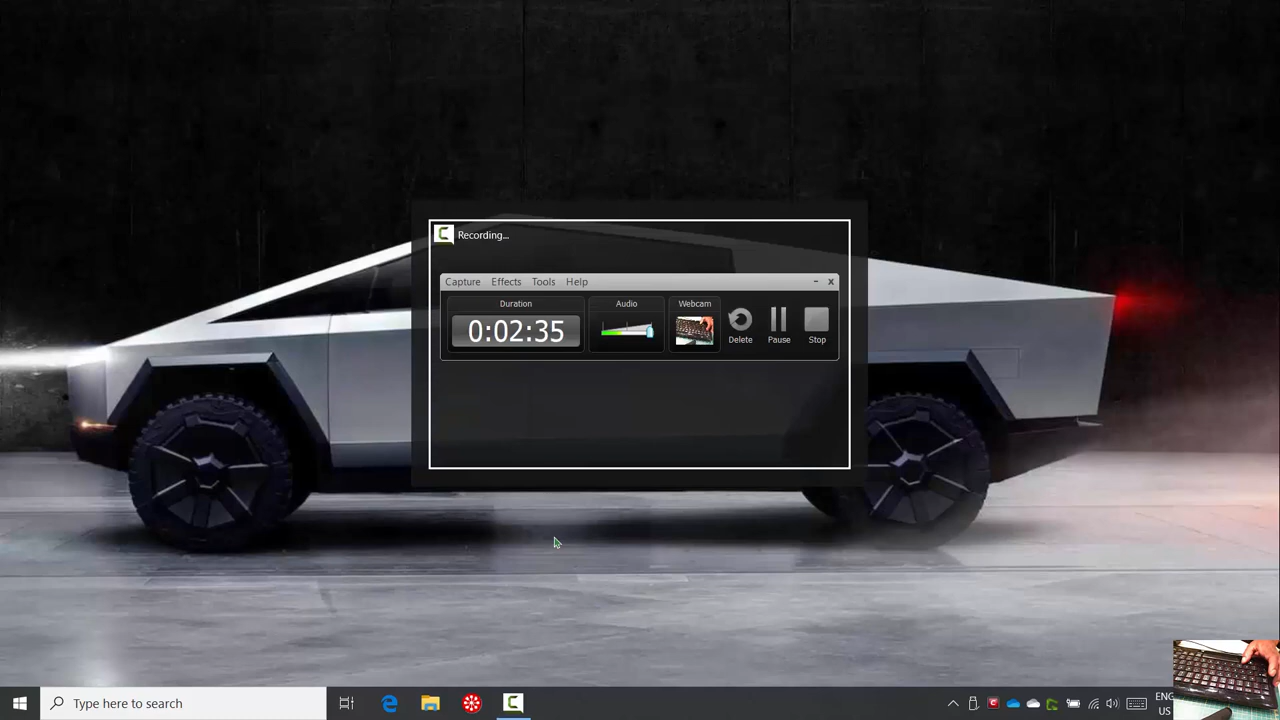 Recording...
Capture Effects Tools Help
Duration Audio Webcam
0:02:35
Delete Pause Stop
Type here to search
ENG
US